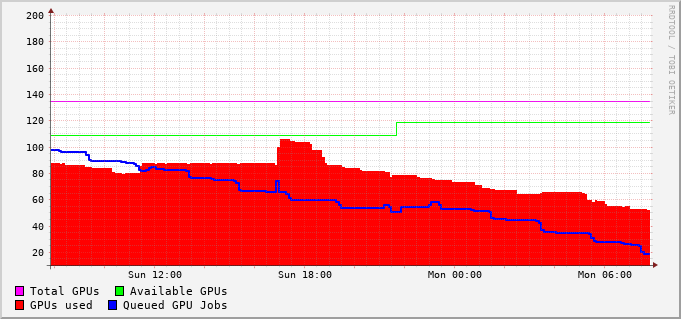 200
180
160
140
120
100
80
60
40
20
Sun 12:00 Sun 18:00 Mon 00:00 Mon 06:00
Total GPUs Available GPUs
GPUs used Queued GPU Jobs
RRDTOOL / TOBI OETIKER